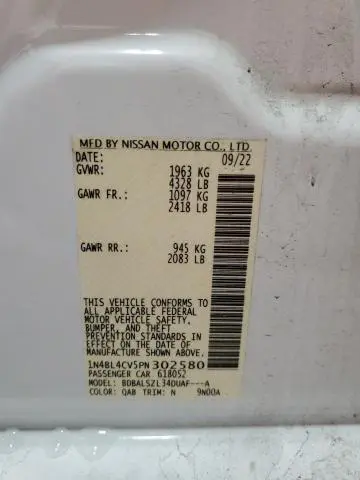 MFD BY NISSAN MOTOR CO., LTD.
DATE: 09/22
GVWR: 1963 KG
4328 LB
GAWR FR.: 1097 KG
2418 LB
GAWR RR.: 945 KG
2083 LB
THIS VEHICLE CONFORMS TO
ALL APPLICABLE FEDERAL
MOTOR VEHICLE SAFETY,
BUMPER, AND THEFT
PREVENTION STANDARDS IN
EFFECT ON THE DATE OF
MANUFACTURE SHOWN ABOVE.
1N4BL4CV5PN302580
PASSENGER CAR 618052
MODEL: BDBALSZL34DUAF---A
COLOR: QAB TRIM: N 9N00A